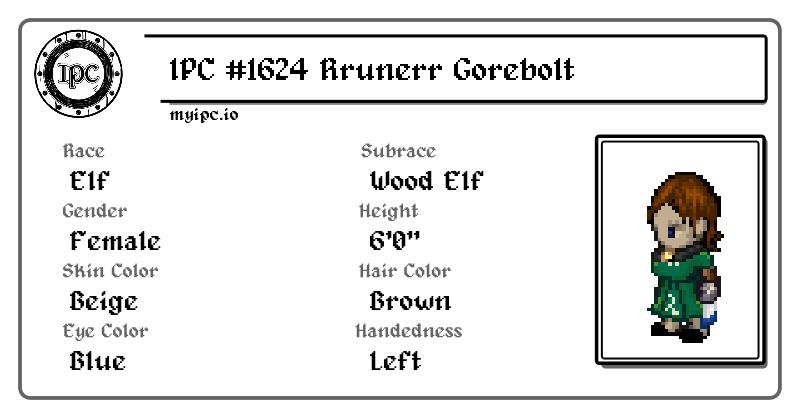 IPC
IPC #1624 Rrunerr Gorebolt
myipc.io
Race
Elf
Subrace
Wood Elf
Gender
Female
Height
6'0"
Skin Color
Beige
Hair Color
Brown
Eye Color
Blue
Handedness
Left